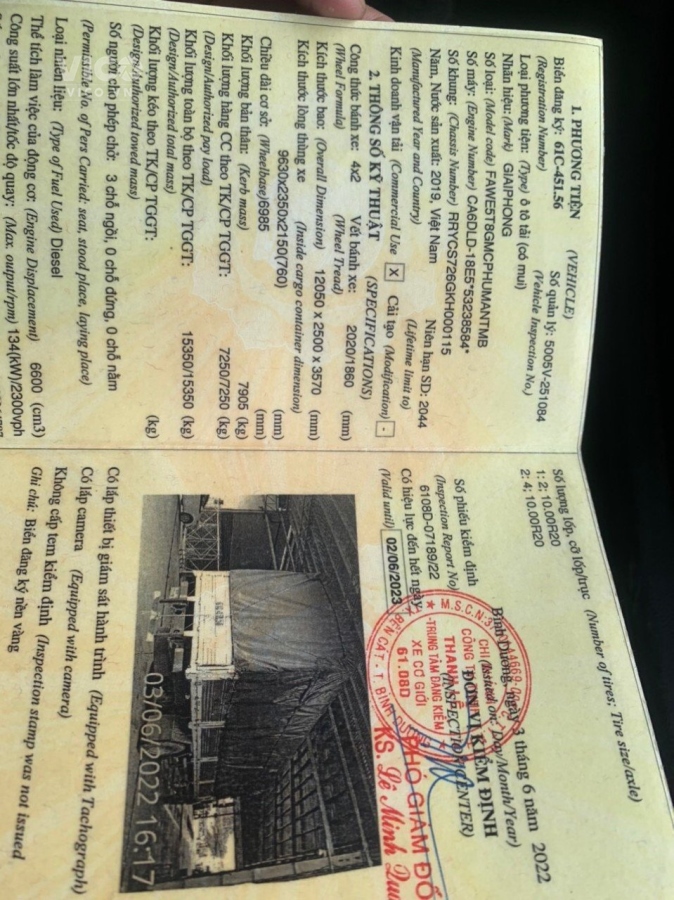 1. PHƯƠNG TIỆN (VEHICLE)
Biển đăng ký: 61C-451.56 Số quản lý: 5005V-251084
(Registration Number) (Vehicle Inspection No.)
Loại phương tiện: (Type) ô tô tải (có mui)
Nhãn hiệu: (Mark) GIAIPHONG
Số loại: (Model code) FAWE5T8GMCPHUMANTMB
Số máy: (Engine Number) CA6DLD-18E5*53238584*
Số khung: (Chassis Number) RRYCS726GKH000115
Năm, Nước sản xuất: 2019, Việt Nam Niên hạn SD: 2044
(Manufactured Year and Country) (Lifetime limit to)
Kinh doanh vận tải (Commercial Use) X Cải tạo (Modification) -
2. THÔNG SỐ KỸ THUẬT (SPECIFICATIONS)
Công thức bánh xe: 4x2 Vết bánh xe: 2020/1860 (mm)
(Wheel Formula) (Wheel Tread)
Kích thước bao: (Overall Dimension) 12050 x 2500 x 3570 (mm)
Kích thước lòng thùng xe (Inside cargo container dimension)
9630x2350x2150(760) (mm)
Chiều dài cơ sở: (Wheelbase) 6985 (mm)
Khối lượng bản thân: (Kerb mass) 7905 (kg)
Khối lượng hàng CC theo TK/CP TGGT: 7250/7250 (kg)
(Design/Authorized pay load)
Khối lượng toàn bộ theo TK/CP TGGT: 15350/15350 (kg)
(Design/Authorized total mass)
Khối lượng kéo theo TK/CP TGGT: (kg)
(Design/Authorized towed mass)
Số người cho phép chở: 3 chỗ ngồi, 0 chỗ đứng, 0 chỗ nằm
(Permissible No. of Pers Carried: seat, stood place, laying place)
Loại nhiên liệu: (Type of Fuel Used) Diesel
Thể tích làm việc của động cơ: (Engine Displacement) 6600 (cm3)
Công suất lớn nhất/tốc độ quay: (Max. output/rpm) 134(kW)/2300vph
Số lượng lốp, cỡ lốp/trục (Number of tires; Tire size/axle)
1: 2; 10.00R20
2: 4; 10.00R20
Số phiếu kiểm định
(Inspection Report No)
6108D-07189/22
Có hiệu lực đến hết ngày
(Valid until) 02/06/2023
Bình Dương, ngày 3 tháng 6 năm 2022
(Issued on: Day/Month/Year)
ĐƠN VỊ KIỂM ĐỊNH
(INSPECTION CENTER)
M.S.C.N:
CÔNG
THANH
-TRUNG TÂM ĐĂNG KIỂM
XE CƠ GIỚI
61.08D
BẾN CÁT - T. BÌNH DƯƠNG
PHÓ GIÁM ĐỐ
KS. Lê Minh
03/06/2022 16:17
Có lắp thiết bị giám sát hành trình (Equipped with Tachograph)
Có lắp camera (Equipped with camera)
Không cấp tem kiểm định (Inspection stamp was not issued
Ghi chú: Biển đăng ký nền vàng